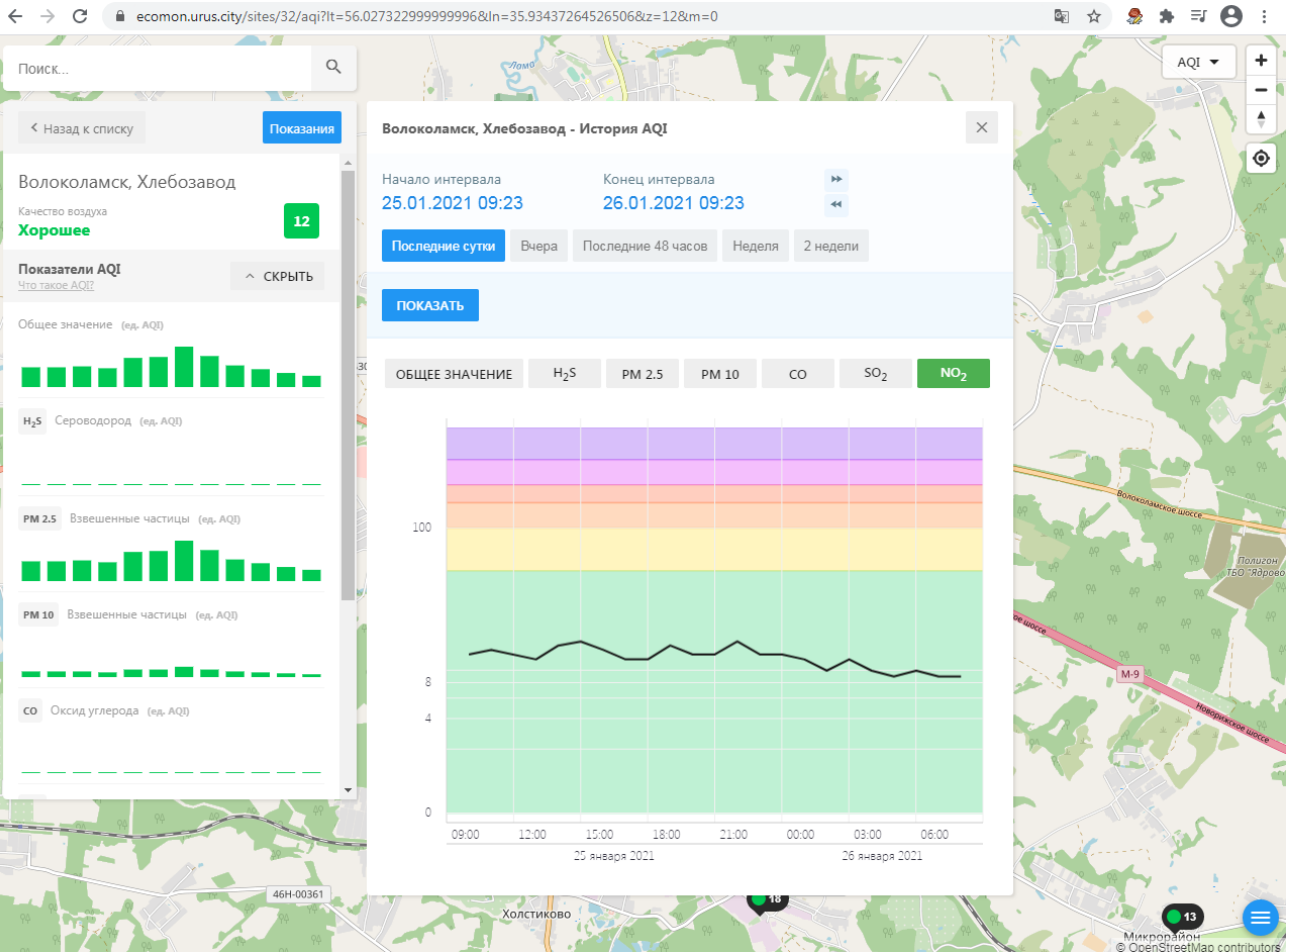 ecomon.urus.city/sites/32/aqi?lt=56.027322999999996&ln=35.93437264526506&z=12&m=0
Поиск...
Лама
AQI
Назад к списку
Показания
Волоколамск, Хлебозавод - История AQI
Волоколамск, Хлебозавод
Качество воздуха
Хорошее
12
Начало интервала
Конец интервала
25.01.2021 09:23
26.01.2021 09:23
Последние сутки
Вчера
Последние 48 часов
Неделя
2 недели
Показатели AQI
Что такое AQI?
СКРЫТЬ
ПОКАЗАТЬ
Общее значение (ед. AQI)
H2S Сероводород (ед. AQI)
PM 2.5 Взвешенные частицы (ед. AQI)
PM 10 Взвешенные частицы (ед. AQI)
CO Оксид углерода (ед. AQI)
ОБЩЕЕ ЗНАЧЕНИЕ
H2S
PM 2.5
PM 10
CO
SO2
NO2
100
8
4
0
09:00
12:00
15:00
18:00
21:00
00:00
03:00
06:00
25 января 2021
26 января 2021
Волоколамское шоссе
Полигон
ТБО "Ядрово
М-9
Новорижское шоссе
46Н-00361
Холстиково
18
13
Микрорайон
© OpenStreetMap contributors